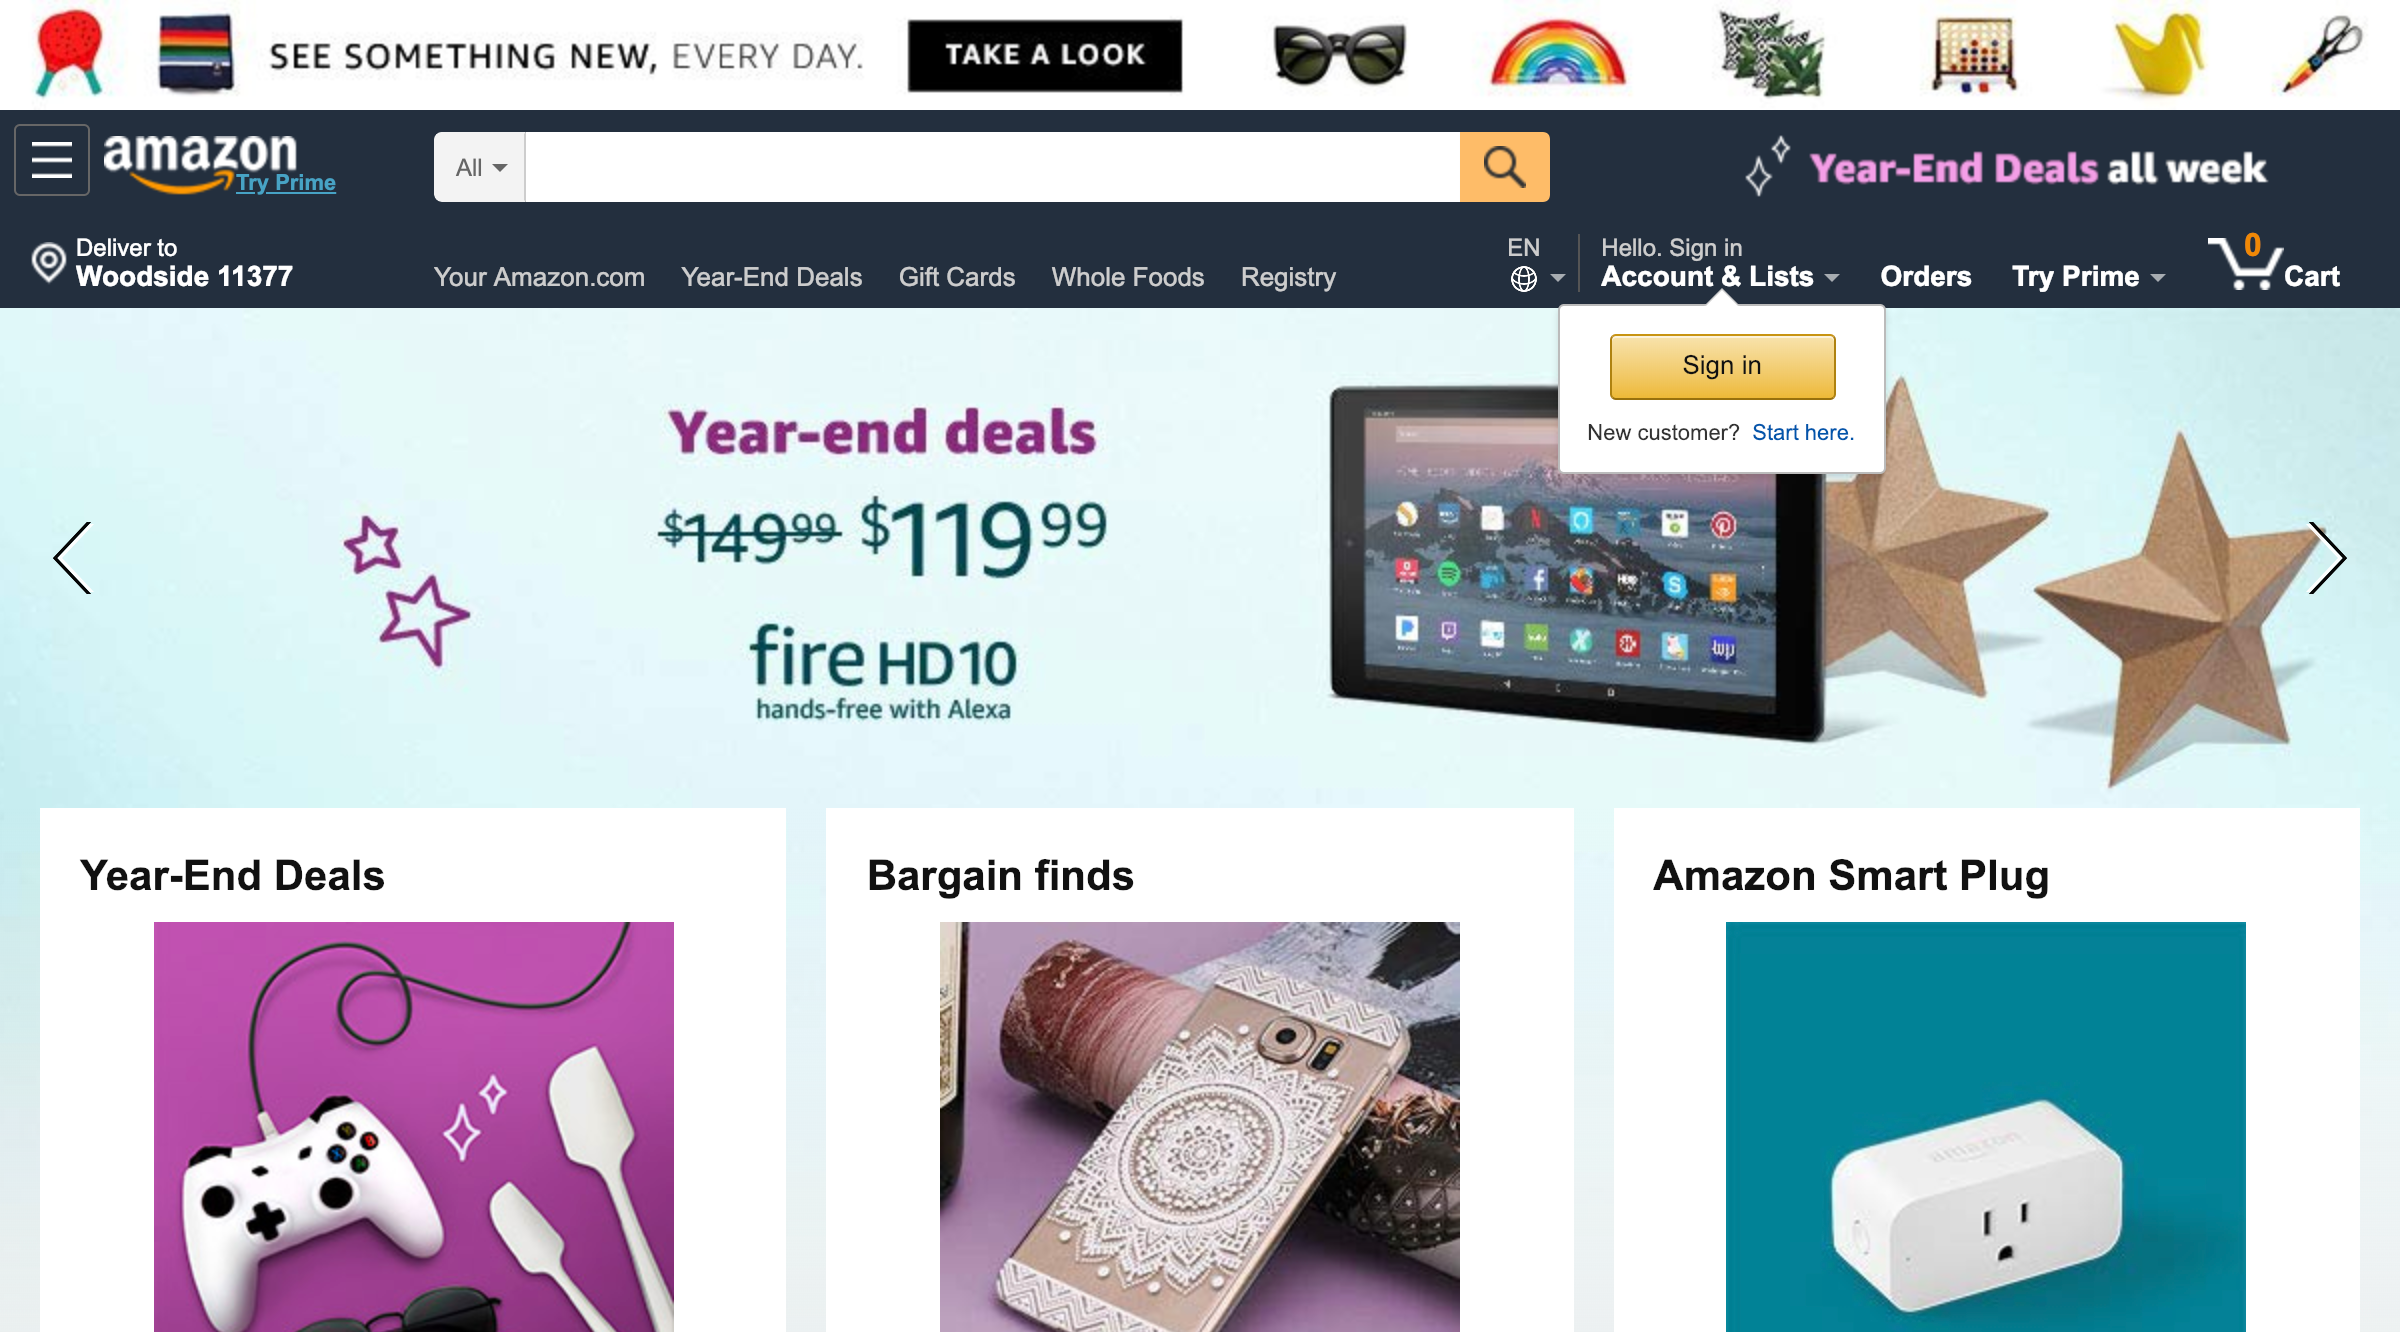 SEE SOMETHING NEW, EVERY DAY. TAKE A LOOK
amazon
Try Prime
All
Year-End Deals all week
Deliver to
Woodside 11377
Your Amazon.com Year-End Deals Gift Cards Whole Foods Registry
EN
Hello. Sign in
Account & Lists
Orders
Try Prime
0
Cart
Sign in
New customer? Start here.
Year-end deals
$149.99 $119.99
fire HD10
hands-free with Alexa
Year-End Deals
Bargain finds
Amazon Smart Plug
amazon